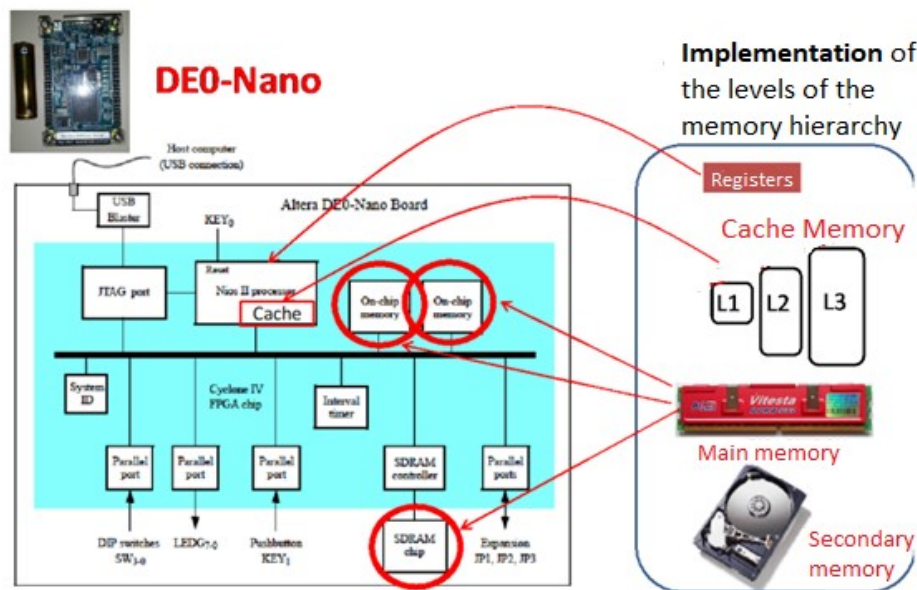 DE0-Nano
Implementation of
the levels of the
memory hierarchy
Host computer
(USB connection)
USB
Blaster
Altera DE0-Nano Board
KEY0
Reset
JTAG port
Nios II processor
Cache
On-chip
memory
On-chip
memory
System
ID
Cyclone IV
FPGA chip
Interval
timer
Parallel
port
Parallel
port
Parallel
port
SDRAM
controller
Parallel
ports
DIP switches
SW3-0
LEDG7-0
Pushbutton
KEY1
SDRAM
chip
Expansion
JP1, JP2, JP3
Registers
Cache Memory
L1
L2
L3
Vitesta
Main memory
Secondary
memory